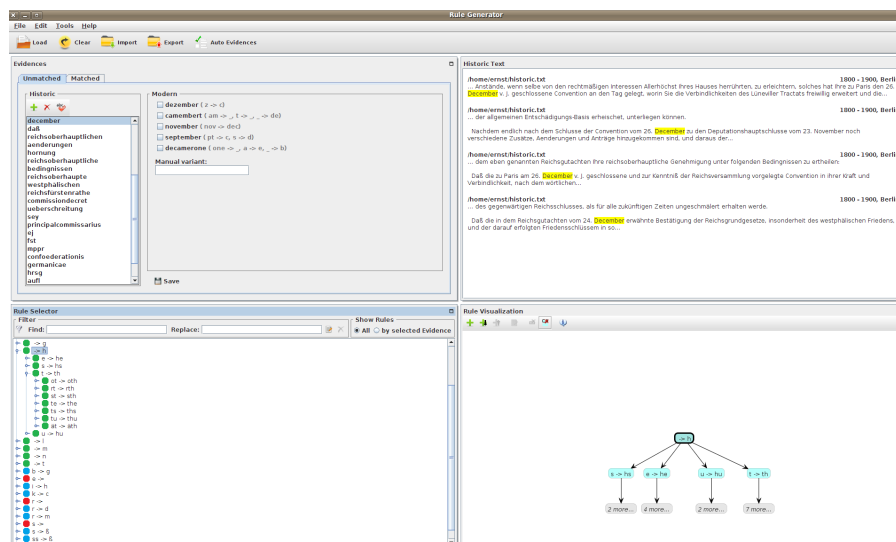 Rule Generator
File Edit Tools Help
Load Clear Import Export Auto Evidences
Evidences
Unmatched Matched
Historic
december
daß
reichsoberhauptlichen
aenderungen
hornung
reichsoberhauptliche
bedingnissen
reichsoberhaupte
westphälischen
reichsfürstenrathe
commissiondecret
ueberschreitung
sey
principalcommissarius
ej
fst
mppr
confoederationis
germanicae
hrsg
aufl
Modern
dezember ( z -> c)
camembert ( am -> _, t -> _, _ -> de)
november ( nov -> dec)
september ( pt -> c, s -> d)
decamerone ( one -> _, a -> e, _ -> b)
Manual variant:
Save
Historic Text
/home/ernst/historic.txt 1800 - 1900, Berli
... Anstände, wenn selbe von den rechtmäßigen Interessen Allerhöchst Ihres Hauses herrühren, zu erleichtern, solches hat Ihre zu Paris den 26.
December v. J. geschlossene Convention an den Tag gelegt, worin Sie die Verbindlichkeiten des Lüneviller Tractats freiwillig erweitert und die...
/home/ernst/historic.txt 1800 - 1900, Berli
... der allgemeinen Entschädigungs-Basis erheischet, unterliegen können.
Nachdem endlich nach dem Schlusse der Convention vom 26. December zu den Deputationshauptschlusse vom 23. November noch
verschiedene Zusätze, Aenderungen und Anträge hinzugekommen sind, und daraus der...
/home/ernst/historic.txt 1800 - 1900, Berli
... dem eben genannten Reichsgutachten Ihre reichsoberhauptliche Genehmigung unter folgenden Bedingnissen zu ertheilen:
Daß die zu Paris am 26. December v. J. geschlossene und zur Kenntniß der Reichsversammlung vorgelegte Convention in ihrer Kraft und
Verbindlichkeit, nach dem wörtlichen...
/home/ernst/historic.txt 1800 - 1900, Berli
... des gegenwärtigen Reichsschlusses, als für alle zukünftigen Zeiten ungeschmälert erhalten werde.
Daß die in dem Reichsgutachten vom 24. December erwähnte Bestätigung der Reichsgrundgesetze, insonderheit des westphälischen Friedens,
und der darauf erfolgten Friedensschlüssem in so...
Rule Selector
Filter
Find: Replace:
Show Rules
All by selected Evidence
-> g
-> h
e -> he
s -> hs
t -> th
ot -> oth
rt -> rth
st -> sth
te -> the
ts -> ths
tu -> thu
at -> ath
u -> hu
-> l
-> m
-> n
-> t
b -> g
e ->
i -> h
k -> c
r ->
r -> d
r -> m
s ->
s -> ß
ss -> ß
Rule Visualization
-> h
s -> hs e -> he u -> hu t -> th
2 more... 4 more... 2 more... 7 more...